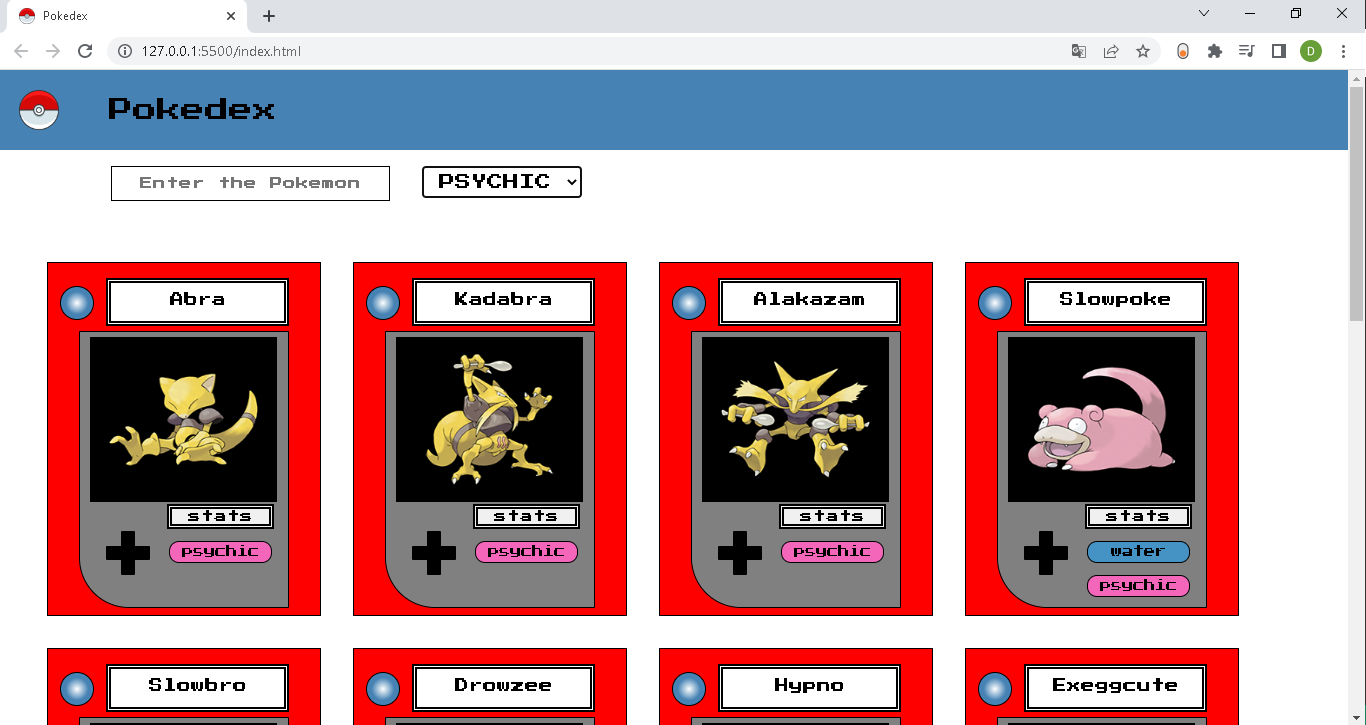 Pokedex
127.0.0.1:5500/index.html
D
Pokedex
Enter the Pokemon
PSYCHIC
Abra
Kadabra
Alakazam
Slowpoke
stats
stats
stats
stats
psychic
psychic
psychic
water
psychic
Slowbro
Drowzee
Hypno
Exeggcute